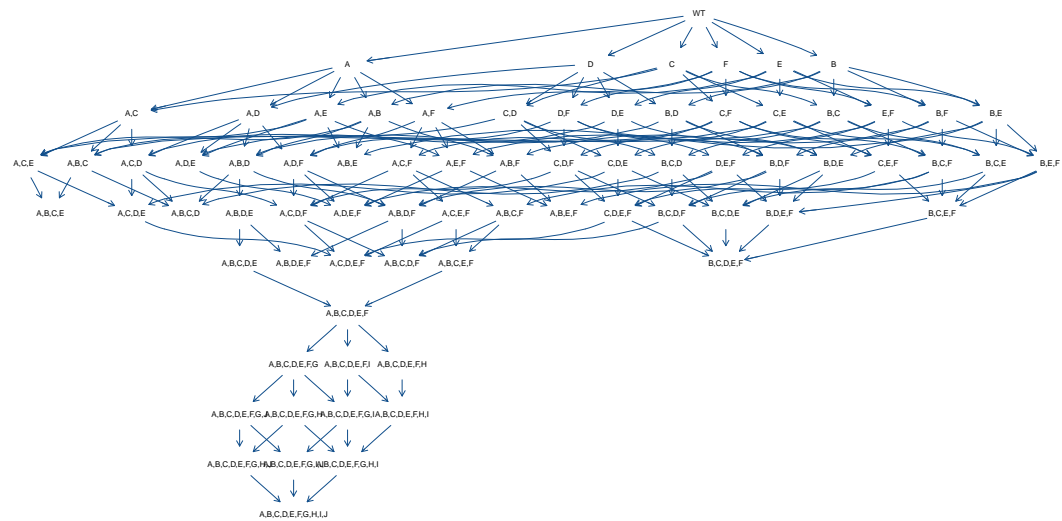 WT
A D C F E B
A,C A,D A,E A,B A,F C,D D,F D,E B,D C,F C,E B,C E,F B,F B,E
A,C,E A,B,C A,C,D A,D,E A,B,D A,D,F A,B,E A,C,F A,E,F A,B,F C,D,F C,D,E B,C,D D,E,F B,D,F B,D,E C,E,F B,C,F B,C,E B,E,F
A,B,C,E A,C,D,E A,B,C,D A,B,D,E A,C,D,F A,D,E,F A,B,D,F A,C,E,F A,B,C,F A,B,E,F C,D,E,F B,C,D,F B,C,D,E B,D,E,F B,C,E,F
A,B,C,D,E A,B,D,E,F A,C,D,E,F A,B,C,D,F A,B,C,E,F B,C,D,E,F
A,B,C,D,E,F
A,B,C,D,E,F,G A,B,C,D,E,F,I A,B,C,D,E,F,H
A,B,C,D,E,F,G,J A,B,C,D,E,F,G,H A,B,C,D,E,F,G,I A,B,C,D,E,F,H,I
A,B,C,D,E,F,G,H,J A,B,C,D,E,F,G,I,J A,B,C,D,E,F,G,H,I
A,B,C,D,E,F,G,H,I,J